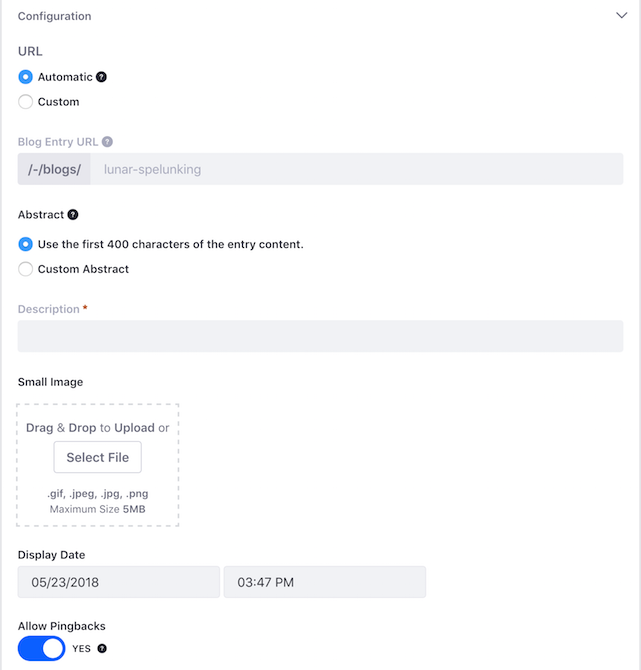 Configuration
URL
Automatic ?
Custom
Blog Entry URL ?
/-/blogs/ lunar-spelunking
Abstract ?
Use the first 400 characters of the entry content.
Custom Abstract
Description *
Small Image
Drag & Drop to Upload or
Select File
.gif, .jpeg, .jpg, .png
Maximum Size 5MB
Display Date
05/23/2018 03:47 PM
Allow Pingbacks
YES ?